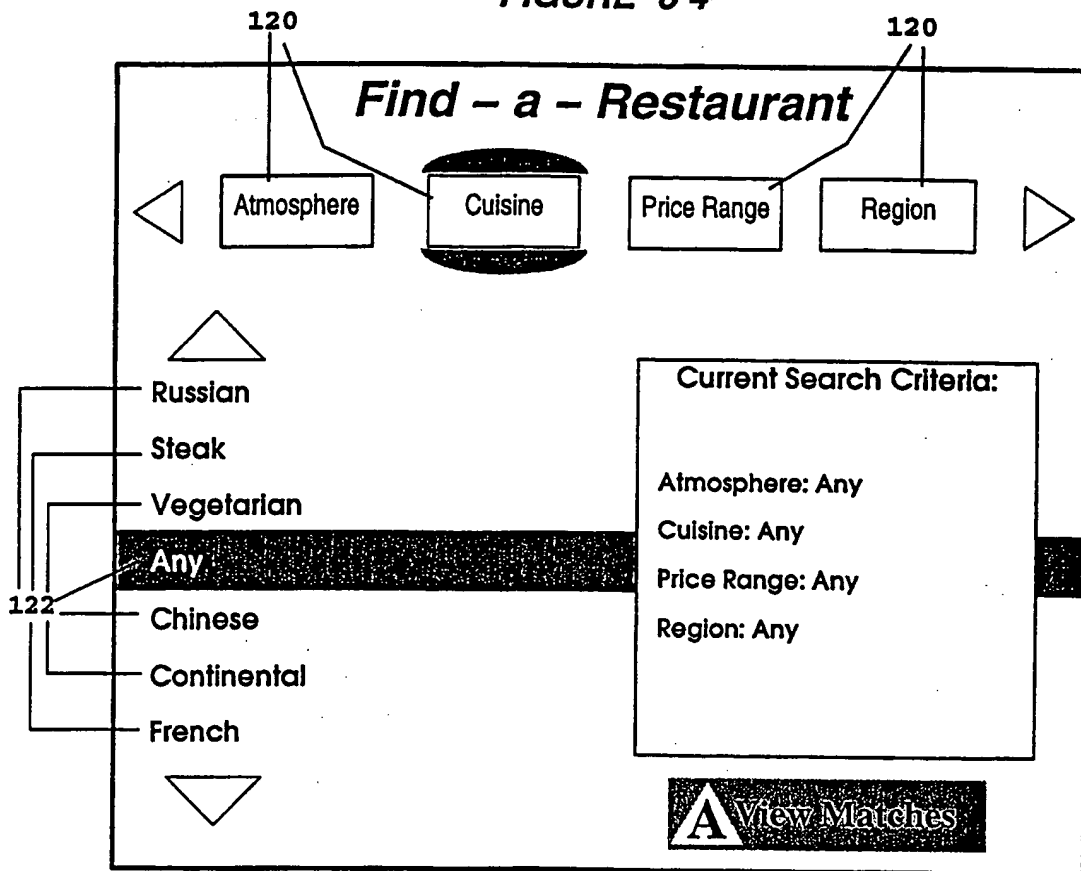 120 120
Find – a – Restaurant
Atmosphere Cuisine Price Range Region
Russian
Steak
Vegetarian
Any
Chinese
Continental
French
122
Current Search Criteria:
Atmosphere: Any
Cuisine: Any
Price Range: Any
Region: Any
A View Matches